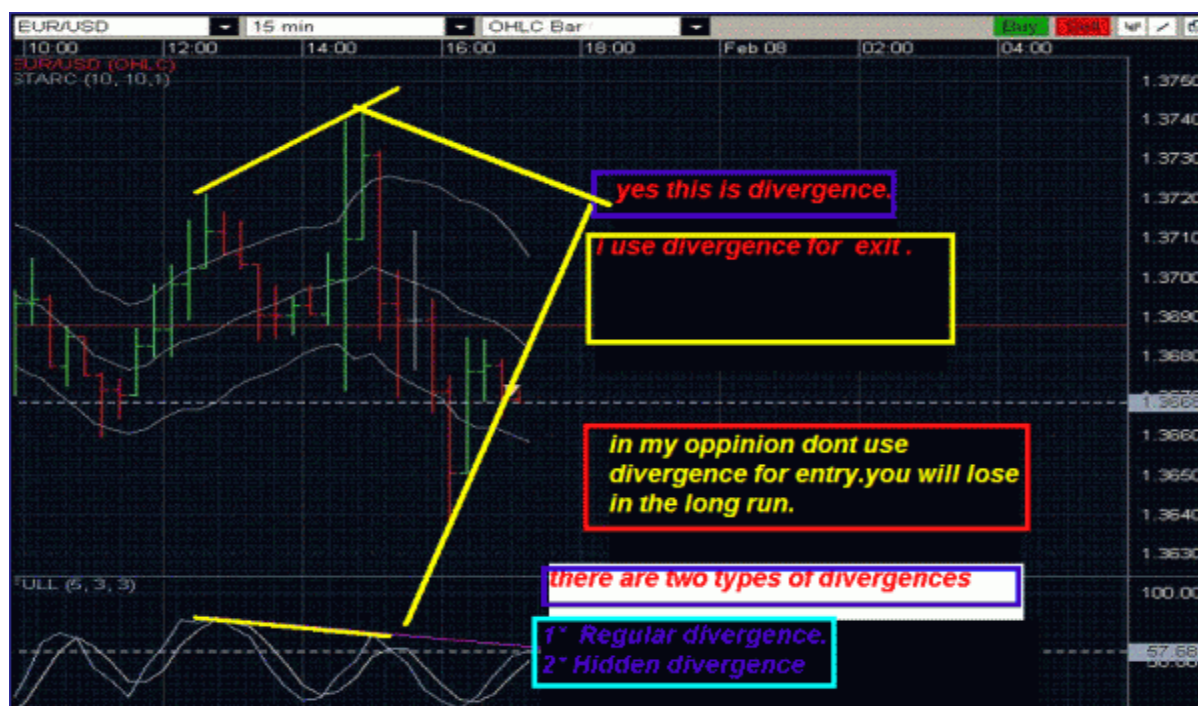 EUR/USD 15 min OHLC Bar Buy Sell
10:00 12:00 14:00 16:00 18:00 Feb 08 02:00 04:00
EUR/USD (OHLC)
STARC (10, 10,1)
1.3750
1.3740
1.3730
1.3720
1.3710
1.3700
1.3690
1.3680
1.3668
1.3660
1.3650
1.3640
1.3630
yes this is divergence.
I use divergence for exit .
in my oppinion dont use
divergence for entry.you will lose
in the long run.
there are two types of divergences
1* Regular divergence.
2* Hidden divergence
FULL (5, 3, 3)
100.00
57.68